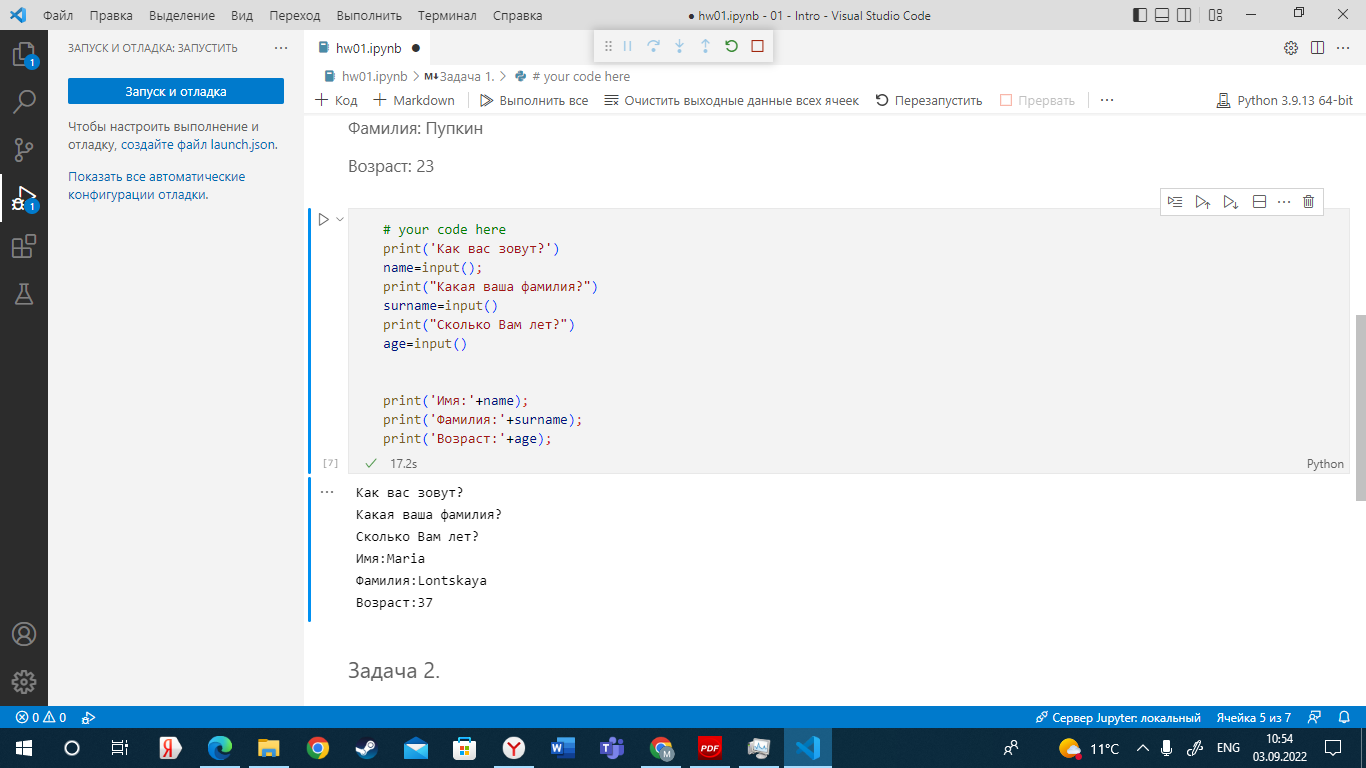 Файл Правка Выделение Вид Переход Выполнить Терминал Справка ● hw01.ipynb - 01 - Intro - Visual Studio Code
ЗАПУСК И ОТЛАДКА: ЗАПУСТИТЬ ···
hw01.ipynb ●
1
hw01.ipynb > M↓Задача 1. > # your code here
Запуск и отладка
+ Код + Markdown Выполнить все Очистить выходные данные всех ячеек Перезапустить Прервать ··· Python 3.9.13 64-bit
Чтобы настроить выполнение и
отладку, создайте файл launch.json.
Показать все автоматические
конфигурации отладки.
1
Фамилия: Пупкин
Возраст: 23
# your code here
print('Как вас зовут?')
name=input();
print("Какая ваша фамилия?")
surname=input()
print("Сколько Вам лет?")
age=input()
print('Имя:'+name);
print('Фамилия:'+surname);
print('Возраст:'+age);
[7] 17.2s Python
··· Как вас зовут?
Какая ваша фамилия?
Сколько Вам лет?
Имя:Maria
Фамилия:Lontskaya
Возраст:37
Задача 2.
0 0 Сервер Jupyter: локальный Ячейка 5 из 7
Я Y W T M PDF 11°C ENG 10:54
03.09.2022